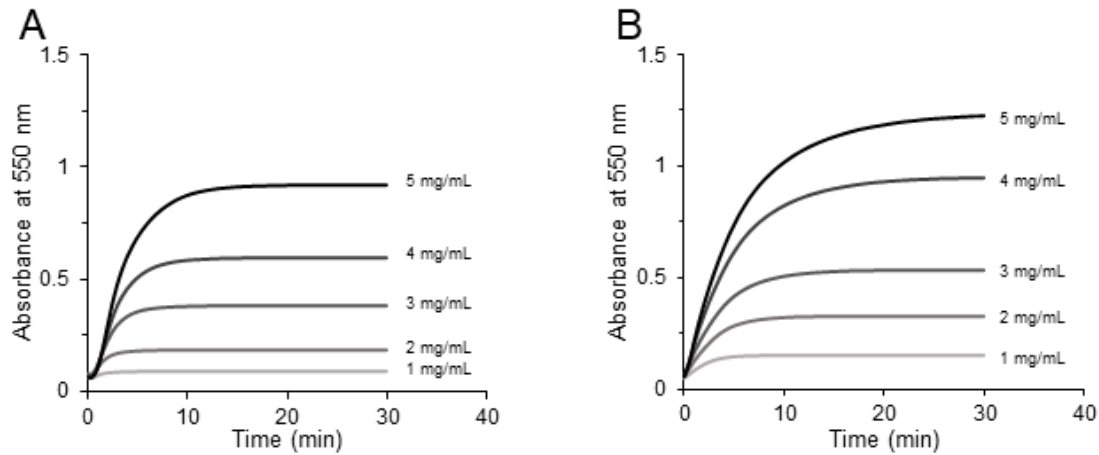 A
1.5
1
0.5
0
Absorbance at 550 nm
5 mg/mL
4 mg/mL
3 mg/mL
2 mg/mL
1 mg/mL
0 10 20 30 40
Time (min)
B
1.5
1
0.5
0
Absorbance at 550 nm
5 mg/mL
4 mg/mL
3 mg/mL
2 mg/mL
1 mg/mL
0 10 20 30 40
Time (min)